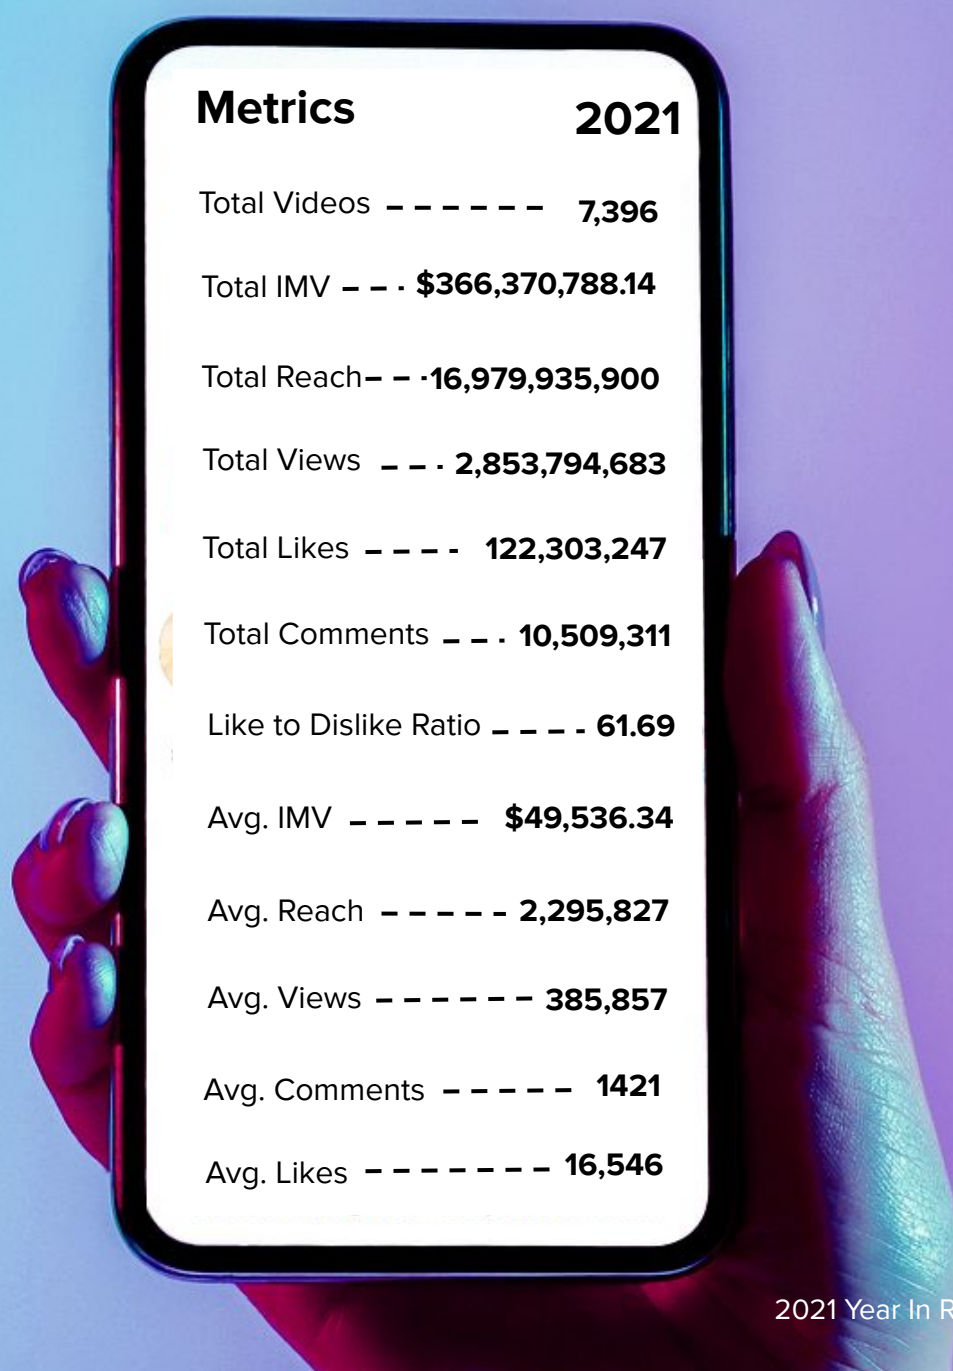 Metrics 2021
Total Videos 7,396
Total IMV $366,370,788.14
Total Reach 16,979,935,900
Total Views 2,853,794,683
Total Likes 122,303,247
Total Comments 10,509,311
Like to Dislike Ratio 61.69
Avg. IMV $49,536.34
Avg. Reach 2,295,827
Avg. Views 385,857
Avg. Comments 1421
Avg. Likes 16,546
2021 Year In R